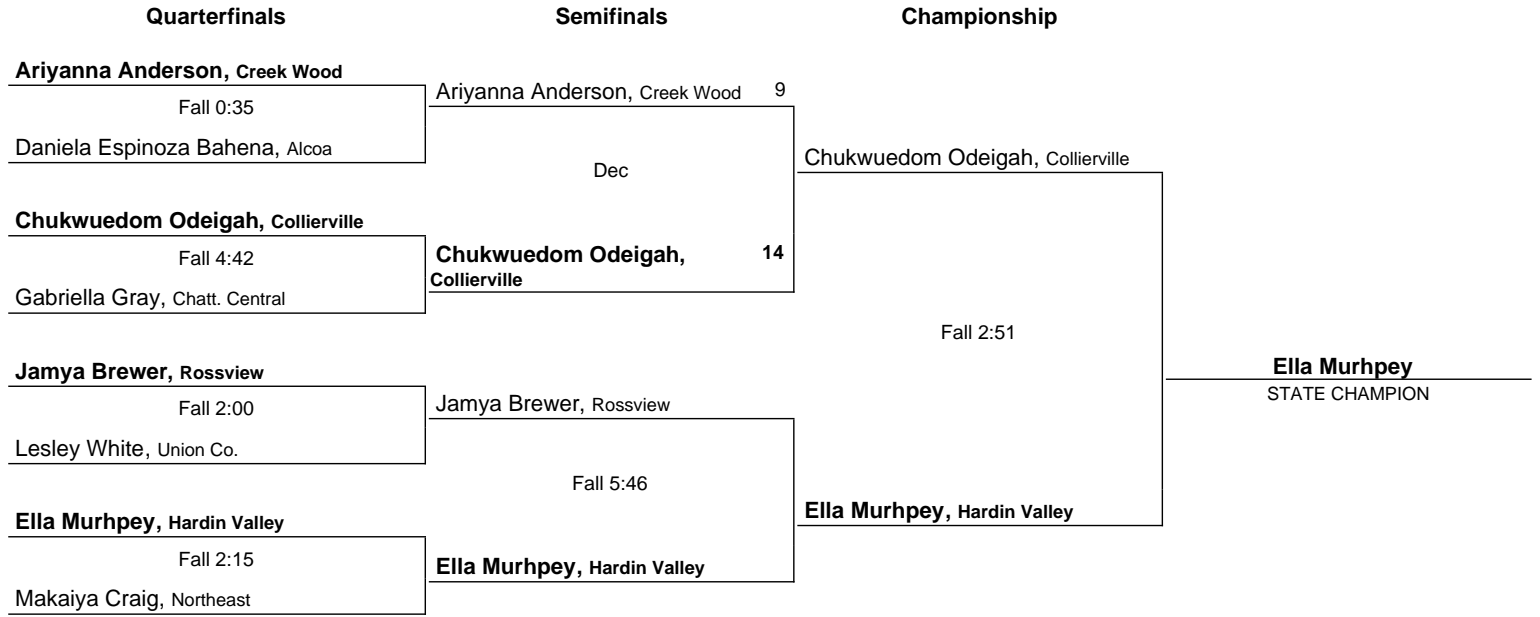 Quarterfinals
Semifinals
Championship
Ariyanna Anderson, Creek Wood
Fall 0:35
Daniela Espinoza Bahena, Alcoa
Chukwuedom Odeigah, Collierville
Fall 4:42
Gabriella Gray, Chatt. Central
Jamya Brewer, Rossview
Fall 2:00
Lesley White, Union Co.
Ella Murhpey, Hardin Valley
Fall 2:15
Makaiya Craig, Northeast
Ariyanna Anderson, Creek Wood 9
Dec
Chukwuedom Odeigah, 14
Collierville
Jamya Brewer, Rossview
Fall 5:46
Ella Murhpey, Hardin Valley
Chukwuedom Odeigah, Collierville
Fall 2:51
Ella Murhpey, Hardin Valley
Ella Murhpey
STATE CHAMPION